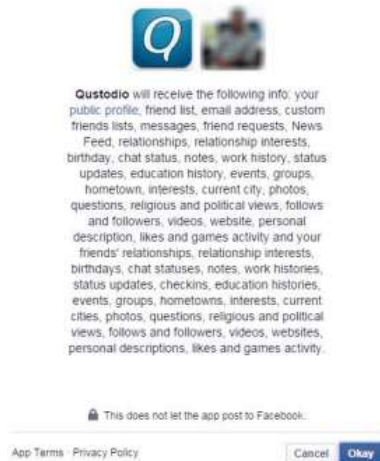 Q
Qustodio will receive the following info: your
public profile, friend list, email address, custom
friends lists, messages, friend requests, News
Feed, relationships, relationship interests,
birthday, chat status, notes, work history, status
updates, education history, events, groups,
hometown, interests, current city, photos,
questions, religious and political views, follows
and followers, videos, website, personal
description, likes and games activity and your
friends' relationships, relationship interests,
birthdays, chat statuses, notes, work histories,
status updates, checkins, education histories,
events, groups, hometowns, interests, current
cities, photos, questions, religious and political
views, follows and followers, videos, websites,
personal descriptions, likes and games activity.
This does not let the app post to Facebook.
App Terms · Privacy Policy
Cancel Okay